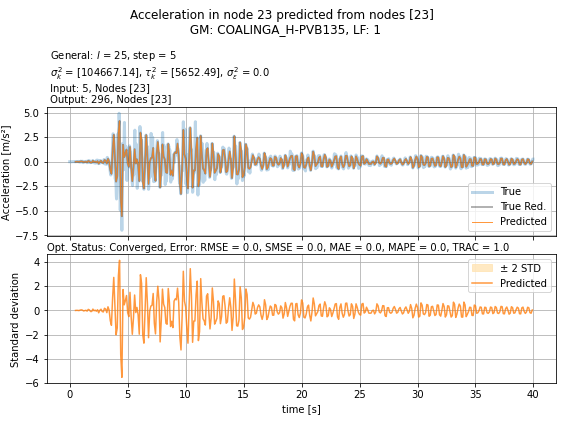 Acceleration in node 23 predicted from nodes [23]
GM: COALINGA_H-PVB135, LF: 1
General: l = 25, step = 5
σ²ₖ = [104667.14], τ²ₖ = [5652.49], σ²ε = 0.0
Input: 5, Nodes [23]
Output: 296, Nodes [23]
5.0
2.5
0.0
−2.5
−5.0
−7.5
Acceleration [m/s²]
True
True Red.
Predicted
Opt. Status: Converged, Error: RMSE = 0.0, SMSE = 0.0, MAE = 0.0, MAPE = 0.0, TRAC = 1.0
4
2
0
−2
−4
−6
Standard deviation
± 2 STD
Predicted
0 5 10 15 20 25 30 35 40
time [s]